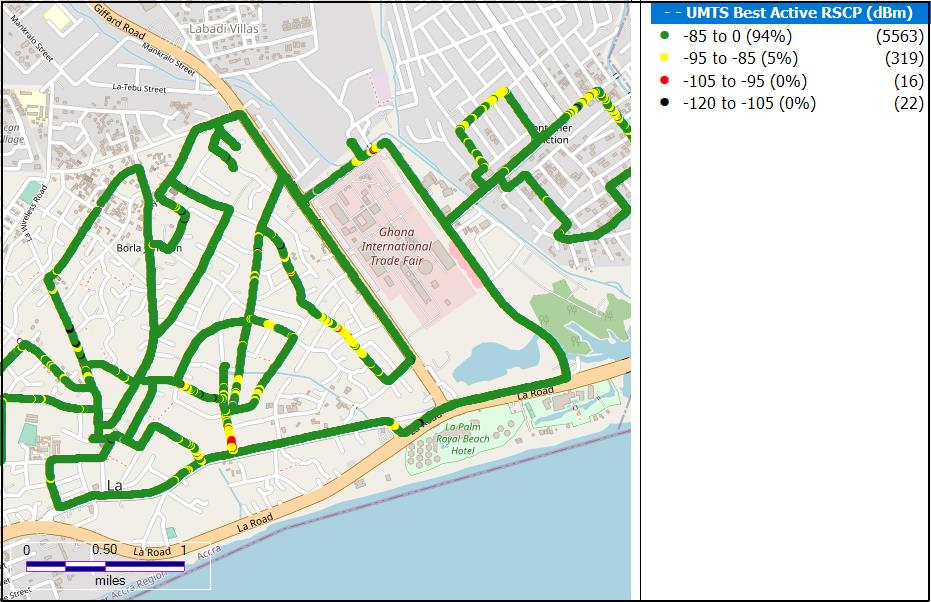 - - UMTS Best Active RSCP (dBm)
-85 to 0 (94%) (5563)
-95 to -85 (5%) (319)
-105 to -95 (0%) (16)
-120 to -105 (0%) (22)
Giffard Road
Mankralo Street
Labadi Villas
Mankralo Street
La-Tebu Street
La-Wireless Road
Borla
Ghana
International
Trade Fair
La Road
La-Palm
Royal Beach
Hotel
La
La Road
La Road
Accra
Accra Region
0 0.50 1
miles